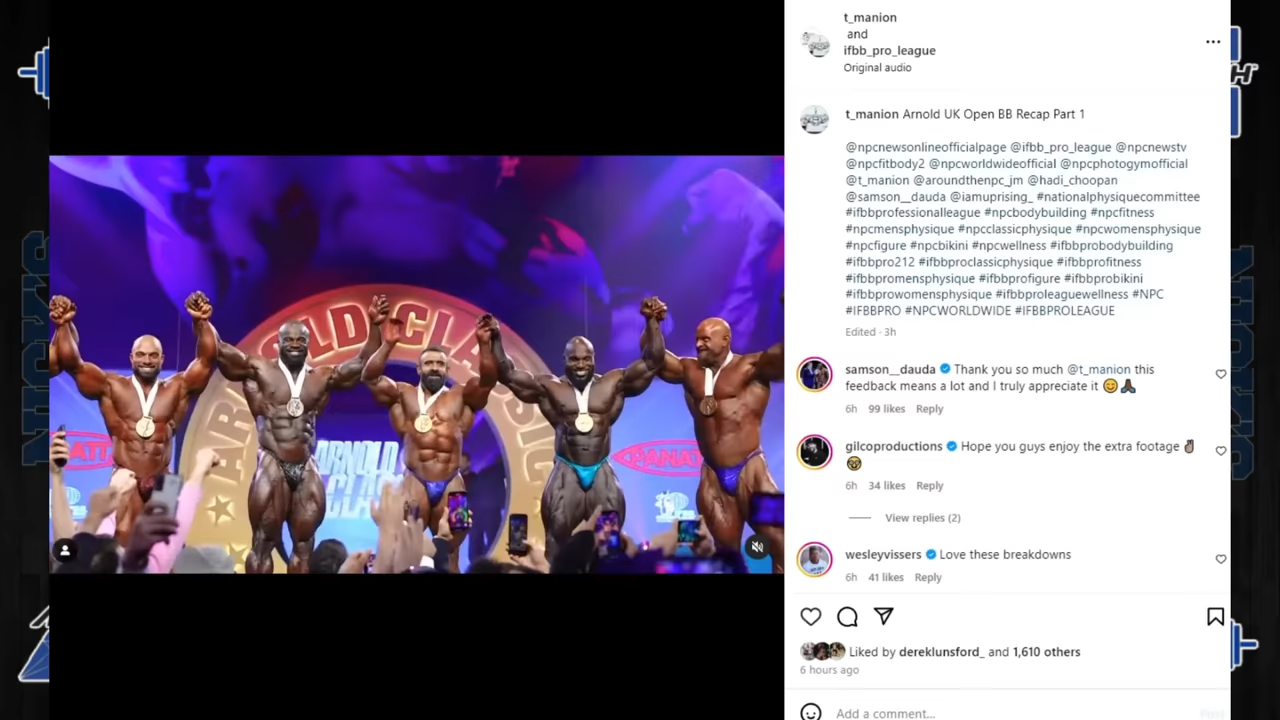 t_manion
and
ifbb_pro_league
Original audio
t_manion Arnold UK Open BB Recap Part 1
@npcnewsonlineofficialpage @ifbb_pro_league @npcnewstv
@npcfitbody2 @npcworldwideofficial @npcphotogymofficial
@t_manion @aroundthenpc_jm @hadi_choopan
@samson__dauda @iamuprising_ #nationalphysiquecommittee
#ifbbprofessionalleague #npcbodybuilding #npcfitness
#npcmensphysique #npcclassicphysique #npcwomensphysique
#npcfigure #npcbikini #npcwellness #ifbbprobodybuilding
#ifbbpro212 #ifbbproclassicphysique #ifbbprofitness
#ifbbpromensphysique #ifbbprofigure #ifbbprobikini
#ifbbprowomensphysique #ifbbproleaguewellness #NPC
#IFBBPRO #NPCWORLDWIDE #IFBBPROLEAGUE
Edited · 3h
samson__dauda Thank you so much @t_manion this
feedback means a lot and I truly appreciate it 😊🙏🏿
6h 99 likes Reply
gilcoproductions Hope you guys enjoy the extra footage ✌🏽
🤓
6h 34 likes Reply
View replies (2)
wesleyvissers Love these breakdowns
6h 41 likes Reply
Liked by dereklunsford_ and 1,610 others
6 hours ago
Add a comment...
Post
ARNOLD CLASSIC
ARNOLD
CLA